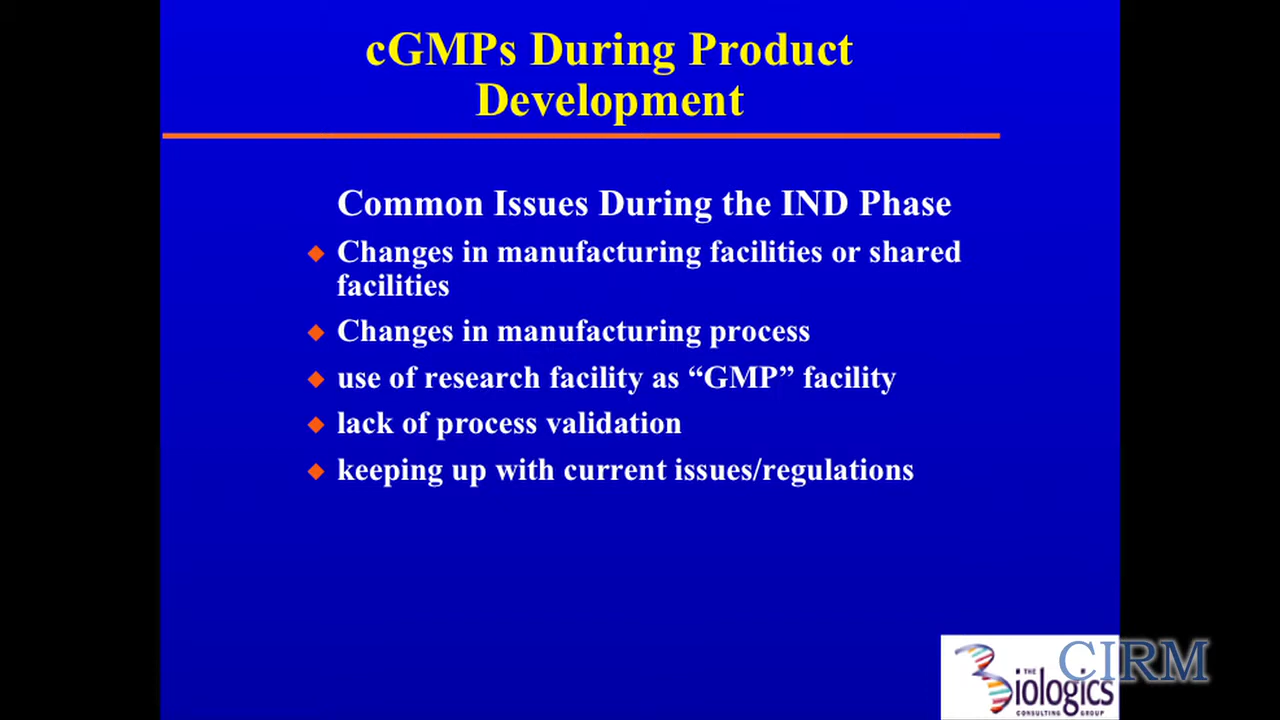 cGMPs During Product
Development
Common Issues During the IND Phase
Changes in manufacturing facilities or shared
facilities
Changes in manufacturing process
use of research facility as “GMP” facility
lack of process validation
keeping up with current issues/regulations
THE
Biologics
CONSULTING GROUP
CIRM